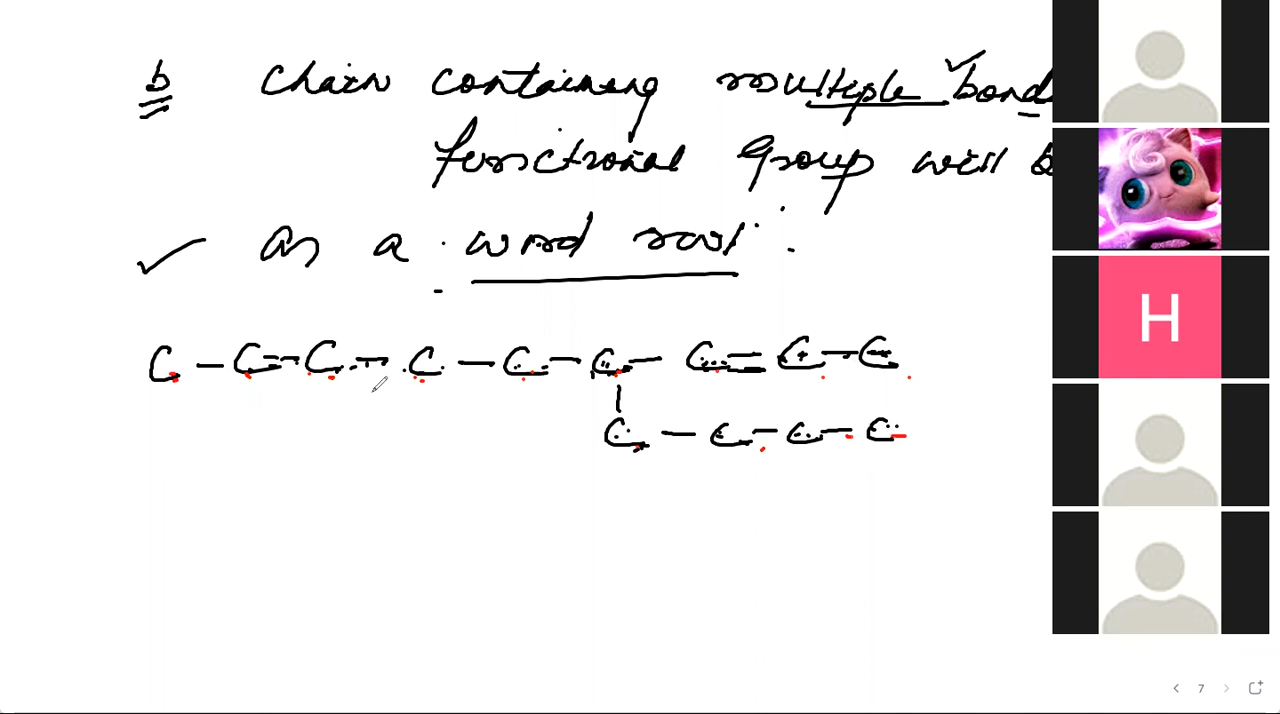 b Chain containing multiple bond
functional group will b
as a word root.
C - C = C - C - C - C - C ≡ C - C
C - C - C - C
H
7